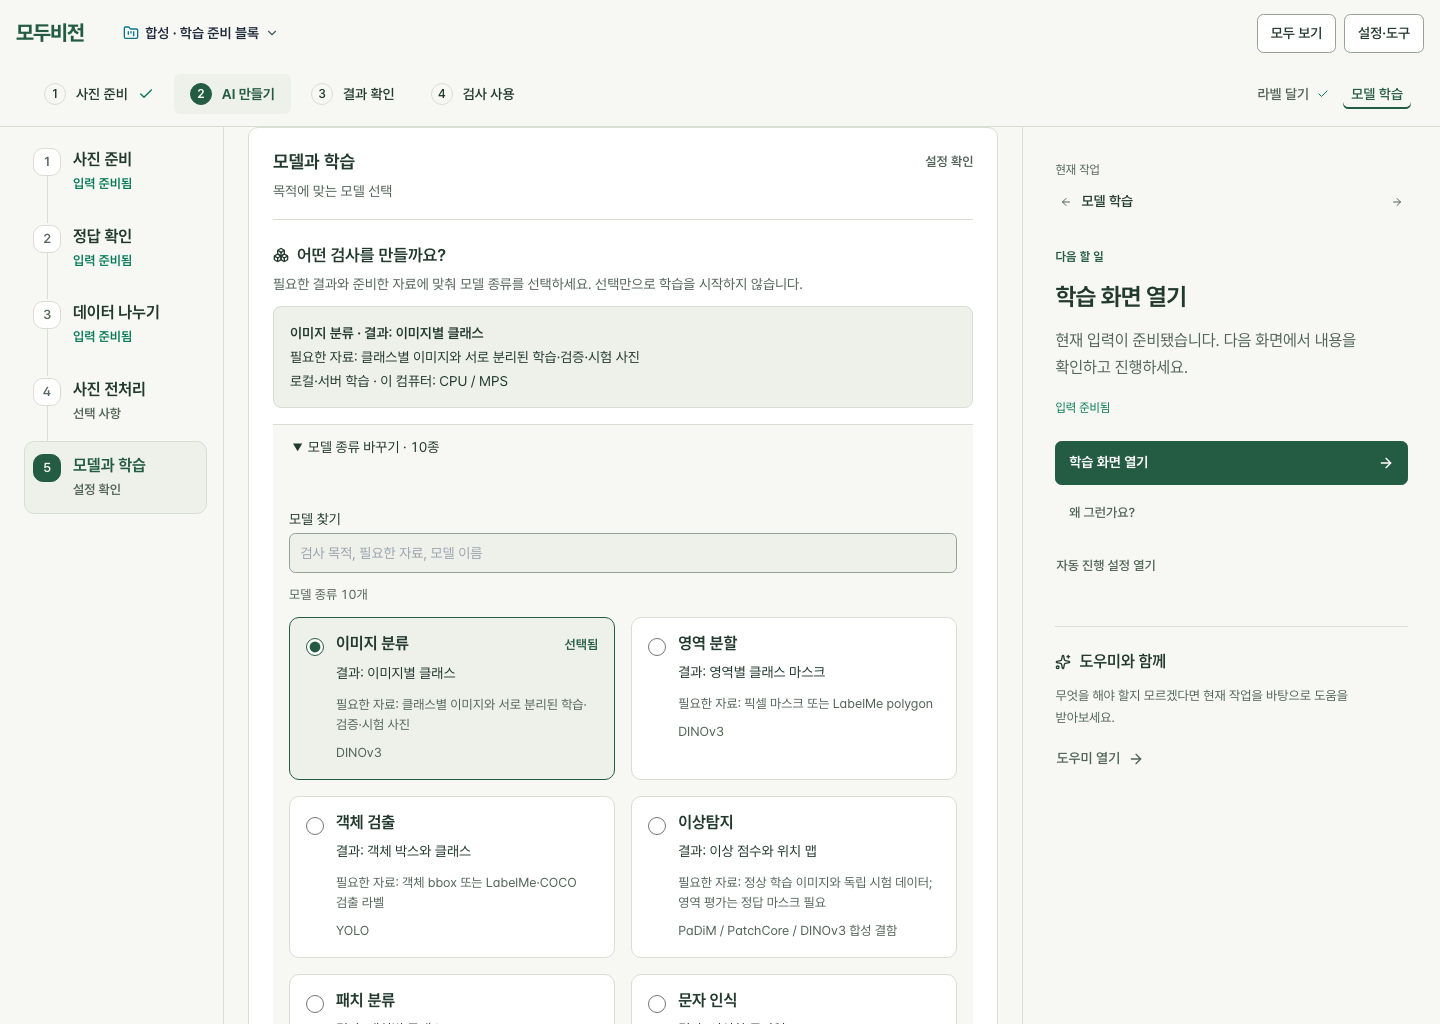 모두비전
합성 · 학습 준비 블록
모두 보기
설정·도구
1 사진 준비
2 AI 만들기
3 결과 확인
4 검사 사용
라벨 달기
모델 학습
1 사진 준비
입력 준비됨
2 정답 확인
입력 준비됨
3 데이터 나누기
입력 준비됨
4 사진 전처리
선택 사항
5 모델과 학습
설정 확인
모델과 학습
설정 확인
목적에 맞는 모델 선택
어떤 검사를 만들까요?
필요한 결과와 준비한 자료에 맞춰 모델 종류를 선택하세요. 선택만으로 학습을 시작하지 않습니다.
이미지 분류 · 결과: 이미지별 클래스
필요한 자료: 클래스별 이미지와 서로 분리된 학습·검증·시험 사진
로컬·서버 학습 · 이 컴퓨터: CPU / MPS
▼ 모델 종류 바꾸기 · 10종
모델 찾기
검사 목적, 필요한 자료, 모델 이름
모델 종류 10개
이미지 분류
선택됨
결과: 이미지별 클래스
필요한 자료: 클래스별 이미지와 서로 분리된 학습·
검증·시험 사진
DINOv3
영역 분할
결과: 영역별 클래스 마스크
필요한 자료: 픽셀 마스크 또는 LabelMe polygon
DINOv3
객체 검출
결과: 객체 박스와 클래스
필요한 자료: 객체 bbox 또는 LabelMe·COCO
검출 라벨
YOLO
이상탐지
결과: 이상 점수와 위치 맵
필요한 자료: 정상 학습 이미지와 독립 시험 데이터;
영역 평가는 정답 마스크 필요
PaDiM / PatchCore / DINOv3 합성 결함
패치 분류
문자 인식
현재 작업
모델 학습
다음 할 일
학습 화면 열기
현재 입력이 준비됐습니다. 다음 화면에서 내용을
확인하고 진행하세요.
입력 준비됨
학습 화면 열기
왜 그런가요?
자동 진행 설정 열기
도우미와 함께
무엇을 해야 할지 모르겠다면 현재 작업을 바탕으로 도움을
받아보세요.
도우미 열기